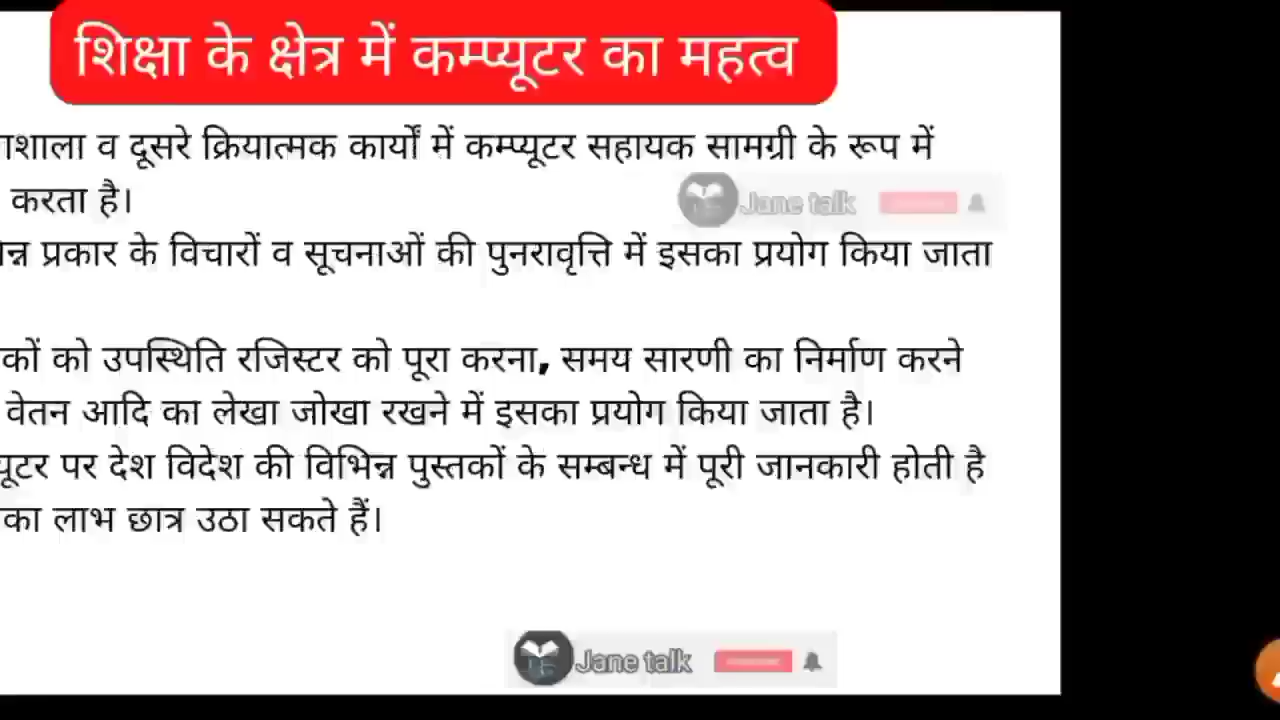 शिक्षा के क्षेत्र में कम्प्यूटर का महत्व
व दूसरे क्रियात्मक कार्यों में कम्प्यूटर सहायक सामग्री के रूप में
करता है।
Jane talk
प्रकार के विचारों व सूचनाओं की पुनरावृत्ति में इसका प्रयोग किया जाता
को उपस्थिति रजिस्टर को पूरा करना, समय सारणी का निर्माण करने
वेतन आदि का लेखा जोखा रखने में इसका प्रयोग किया जाता है।
पर देश विदेश की विभिन्न पुस्तकों के सम्बन्ध में पूरी जानकारी होती है
का लाभ छात्र उठा सकते हैं।
Jane talk